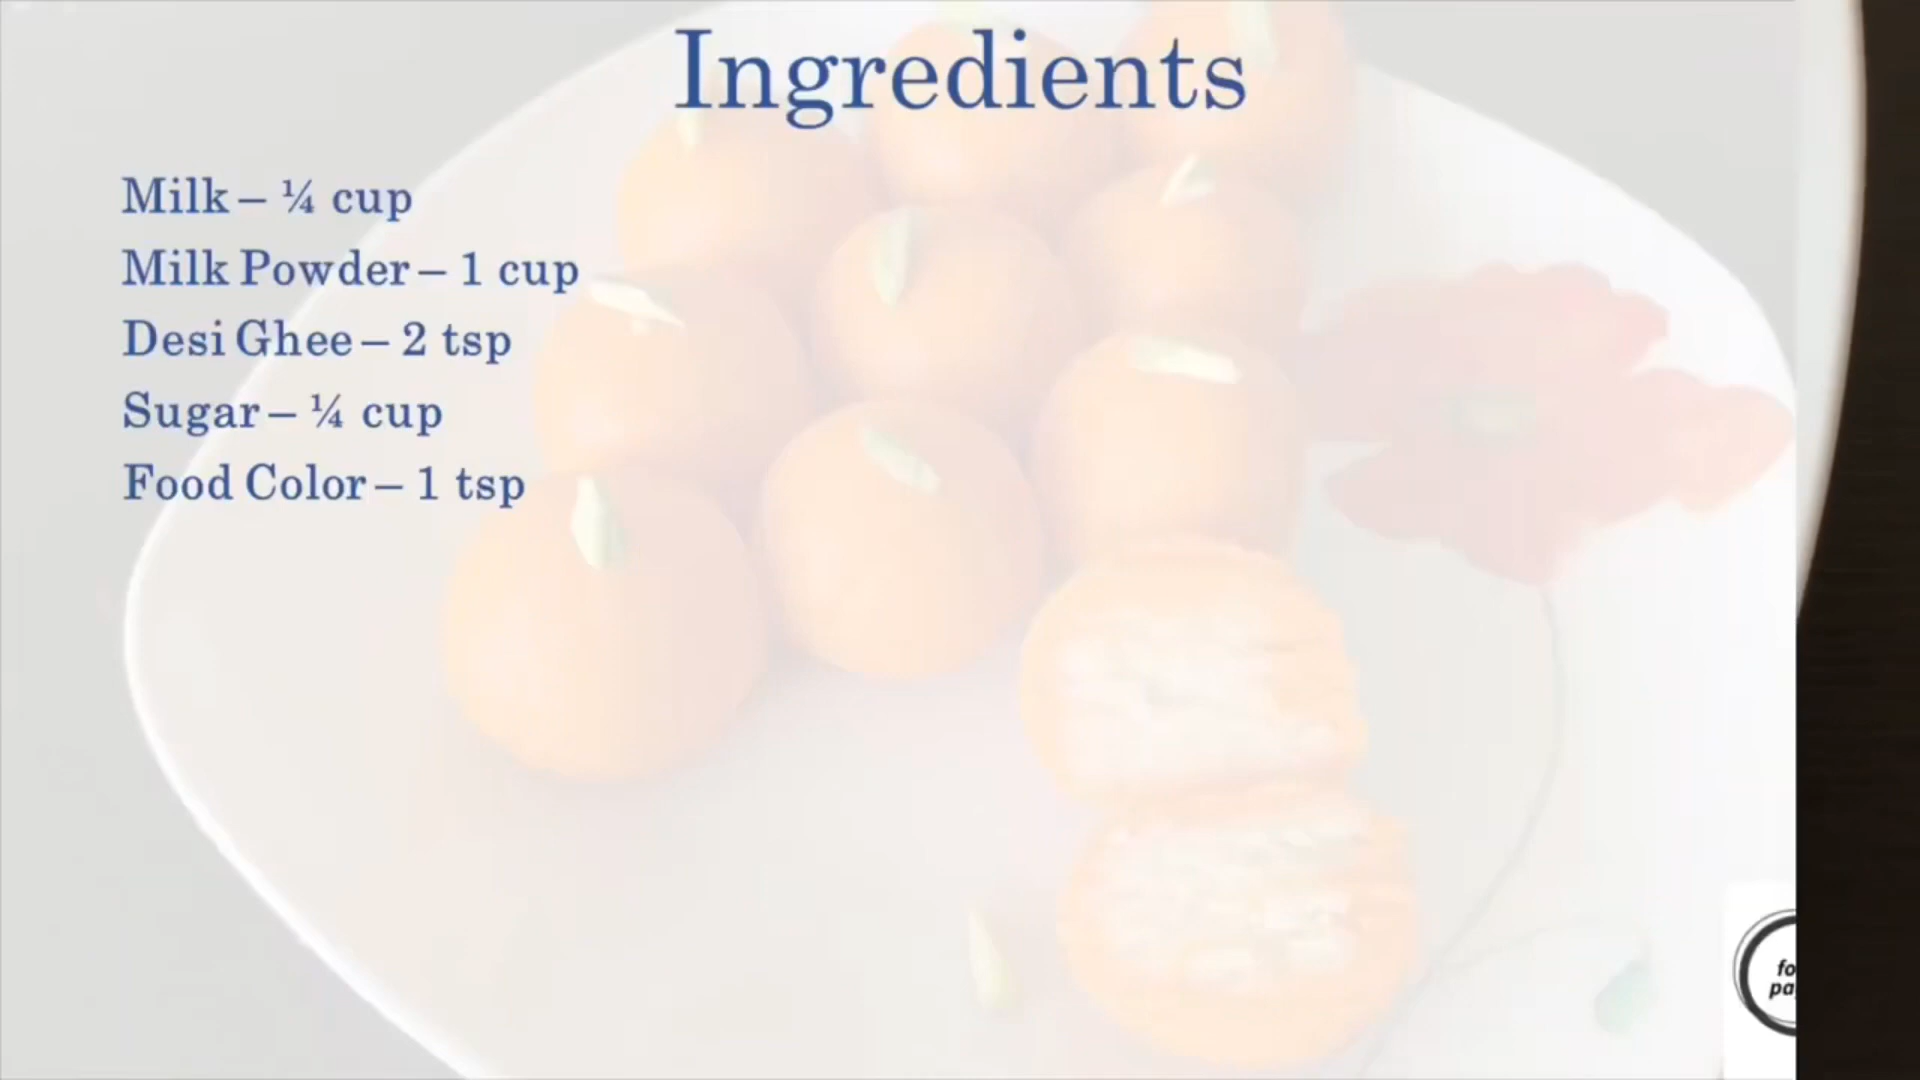 Ingredients
Milk – ¼ cup
Milk Powder – 1 cup
Desi Ghee – 2 tsp
Sugar – ¼ cup
Food Color – 1 tsp